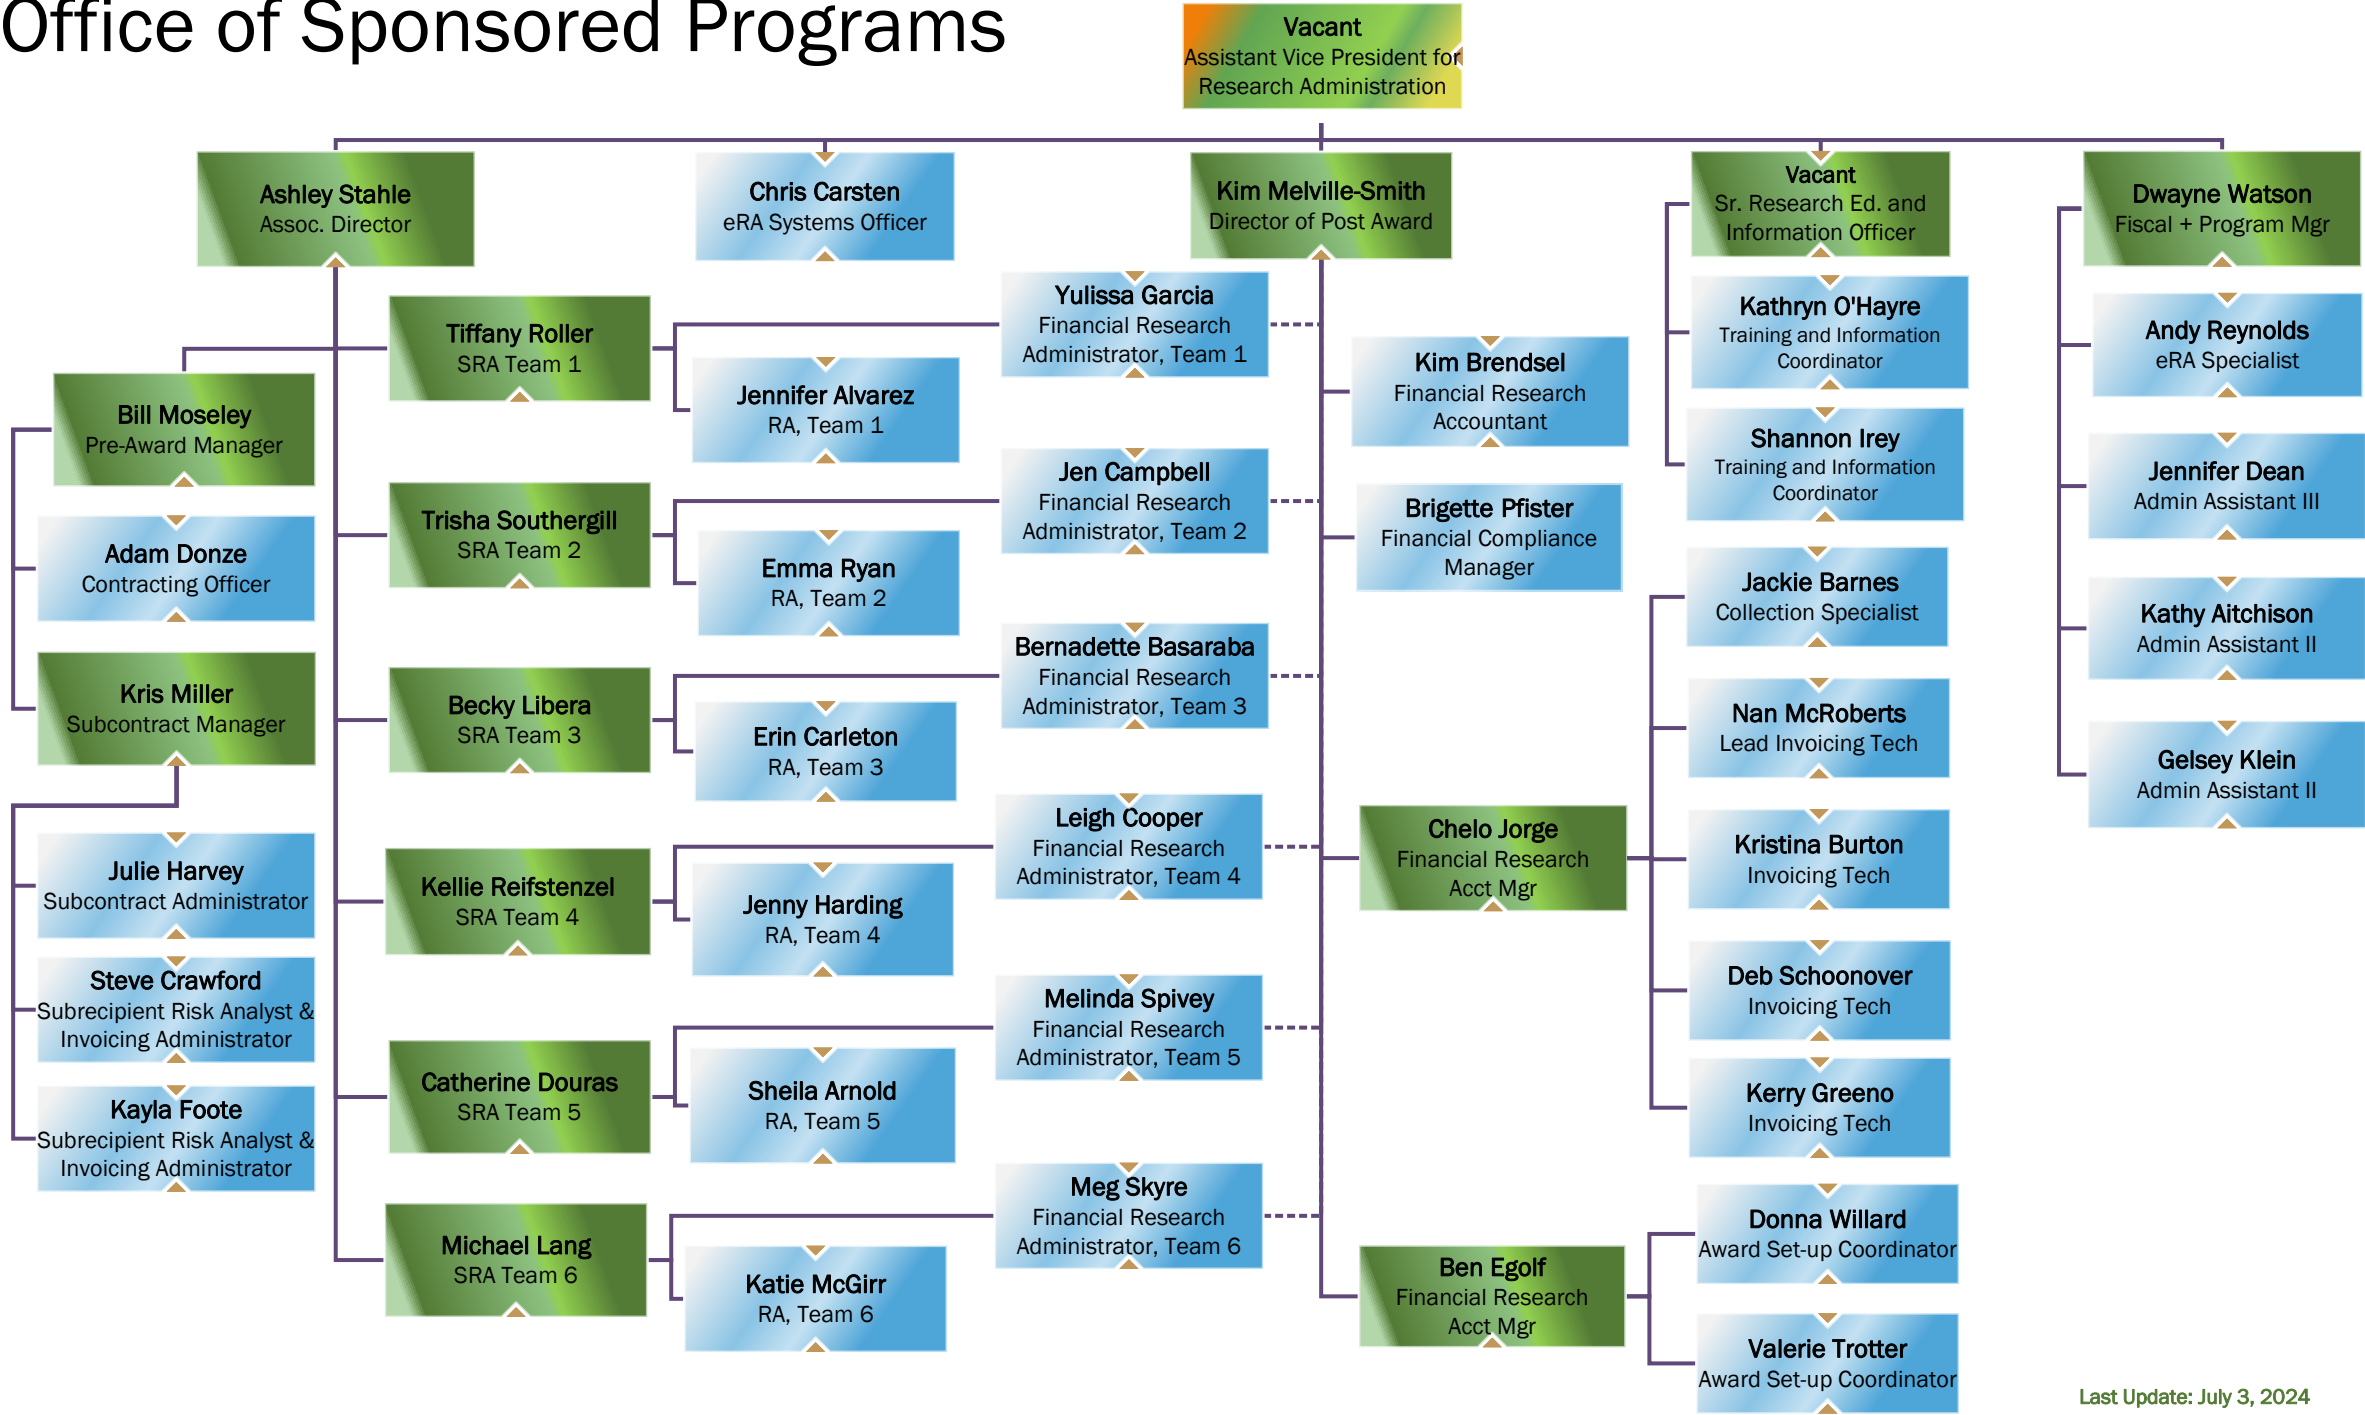 Office of Sponsored Programs
Vacant
Assistant Vice President for
Research Administration
Ashley Stahle
Assoc. Director
Chris Carsten
eRA Systems Officer
Kim Melville-Smith
Director of Post Award
Vacant
Sr. Research Ed. and
Information Officer
Dwayne Watson
Fiscal + Program Mgr
Bill Moseley
Pre-Award Manager
Adam Donze
Contracting Officer
Kris Miller
Subcontract Manager
Julie Harvey
Subcontract Administrator
Steve Crawford
Subrecipient Risk Analyst &
Invoicing Administrator
Kayla Foote
Subrecipient Risk Analyst &
Invoicing Administrator
Tiffany Roller
SRA Team 1
Yulissa Garcia
Financial Research
Administrator, Team 1
Jennifer Alvarez
RA, Team 1
Trisha Southergill
SRA Team 2
Jen Campbell
Financial Research
Administrator, Team 2
Emma Ryan
RA, Team 2
Becky Libera
SRA Team 3
Bernadette Basaraba
Financial Research
Administrator, Team 3
Erin Carleton
RA, Team 3
Kellie Reifstenzel
SRA Team 4
Leigh Cooper
Financial Research
Administrator, Team 4
Jenny Harding
RA, Team 4
Catherine Douras
SRA Team 5
Melinda Spivey
Financial Research
Administrator, Team 5
Sheila Arnold
RA, Team 5
Michael Lang
SRA Team 6
Meg Skyre
Financial Research
Administrator, Team 6
Katie McGirr
RA, Team 6
Kim Brendsel
Financial Research
Accountant
Brigette Pfister
Financial Compliance
Manager
Chelo Jorge
Financial Research
Acct Mgr
Ben Egolf
Financial Research
Acct Mgr
Kathryn O'Hayre
Training and Information
Coordinator
Shannon Irey
Training and Information
Coordinator
Jackie Barnes
Collection Specialist
Nan McRoberts
Lead Invoicing Tech
Kristina Burton
Invoicing Tech
Deb Schoonover
Invoicing Tech
Kerry Greeno
Invoicing Tech
Donna Willard
Award Set-up Coordinator
Valerie Trotter
Award Set-up Coordinator
Andy Reynolds
eRA Specialist
Jennifer Dean
Admin Assistant III
Kathy Aitchison
Admin Assistant II
Gelsey Klein
Admin Assistant II
Last Update: July 3, 2024